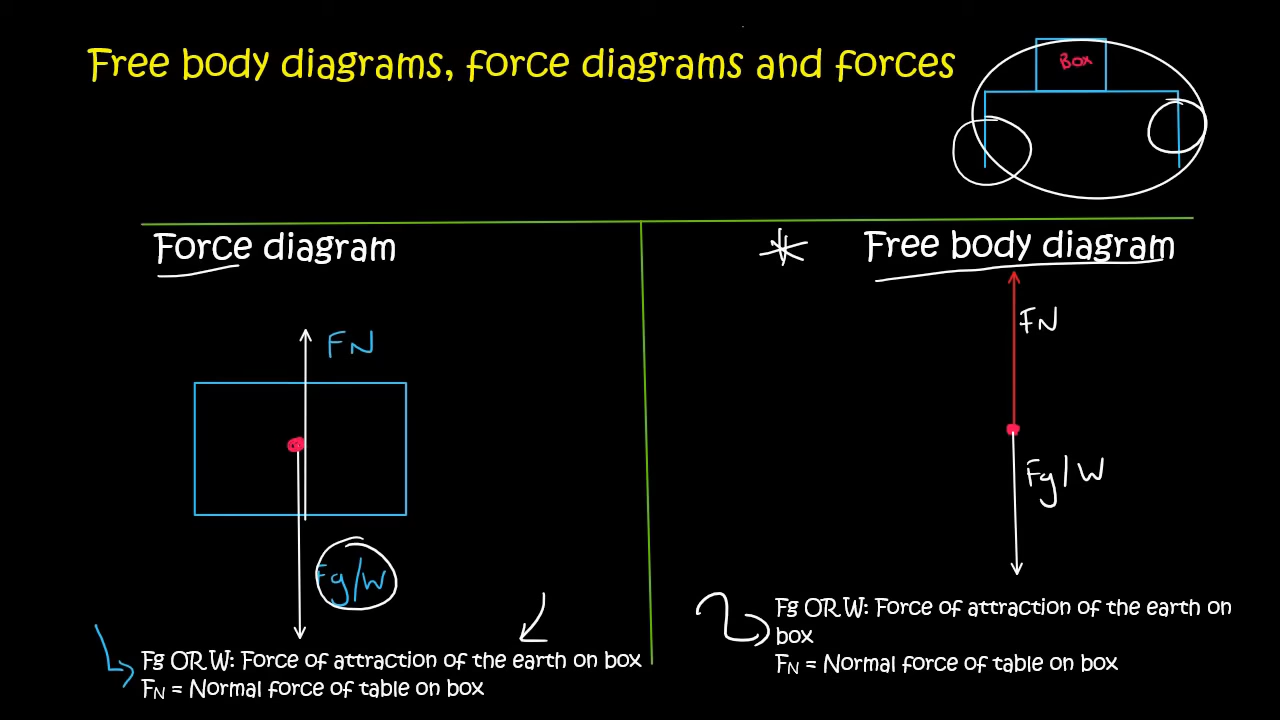 Free body diagrams, force diagrams and forces
Box
Force diagram
Free body diagram
FN
Fg/W
Fg OR W: Force of attraction of the earth on box
FN = Normal force of table on box
FN
Fg/W
Fg OR W: Force of attraction of the earth on
box
FN = Normal force of table on box